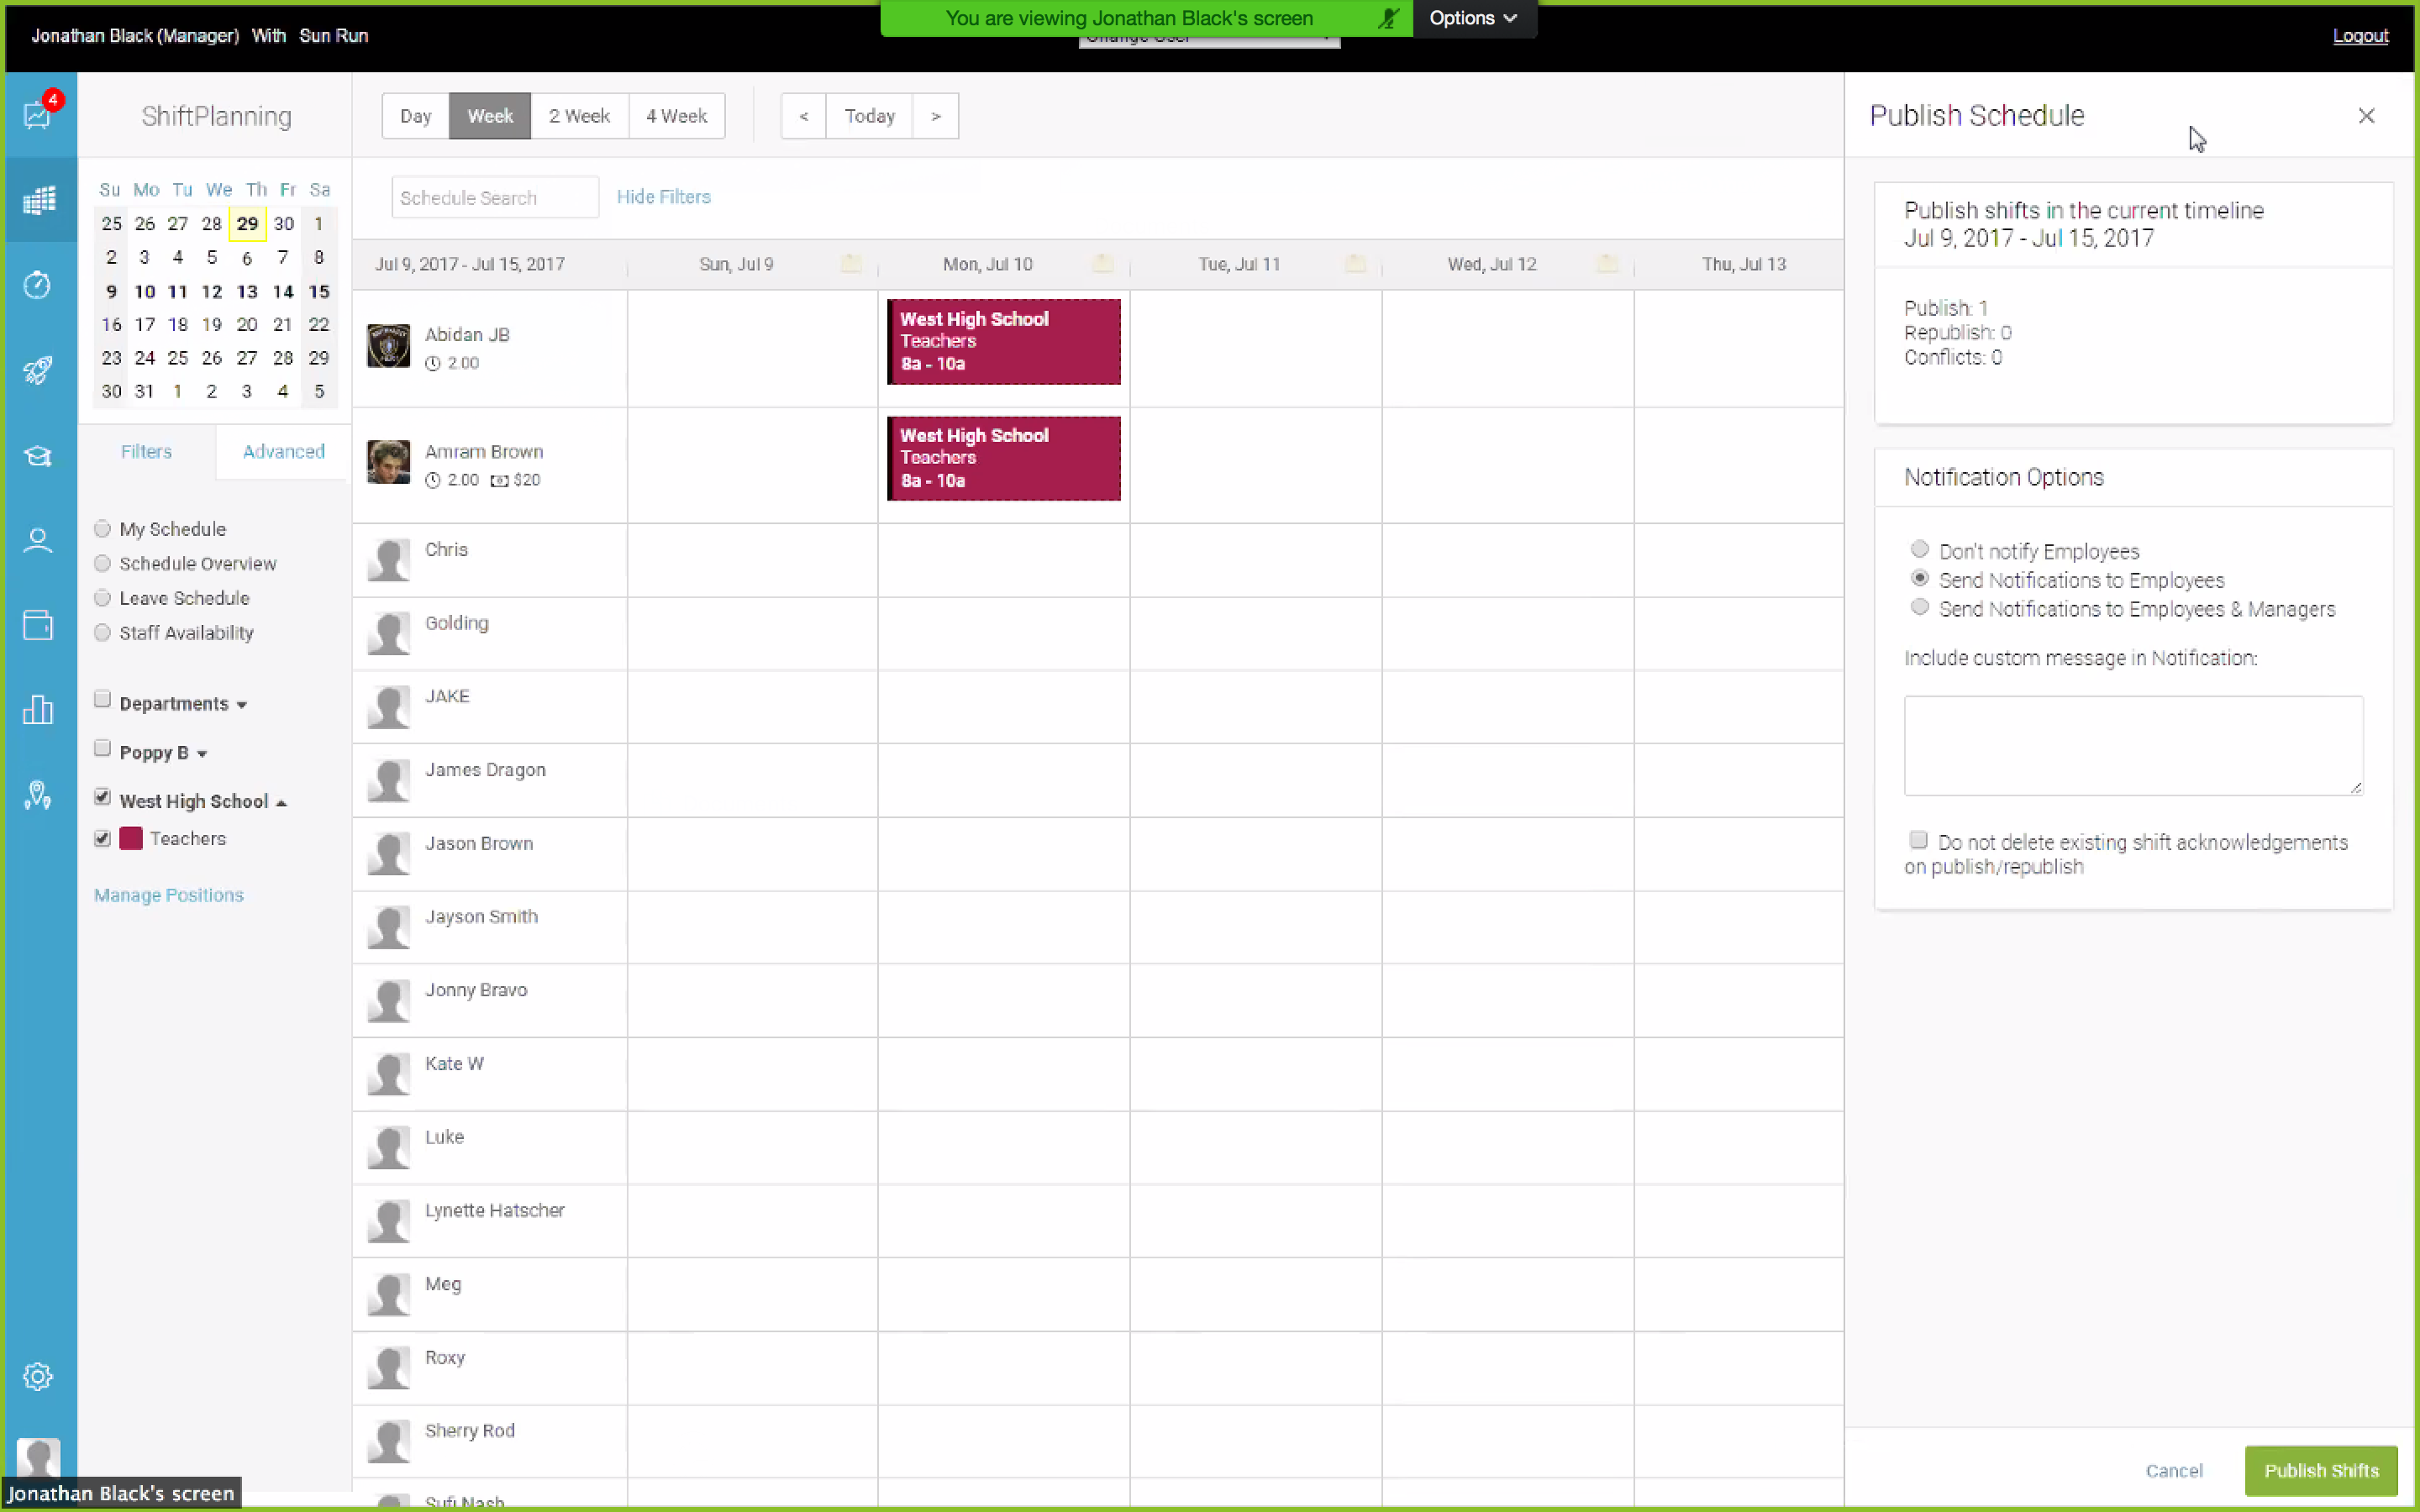 You are viewing Jonathan Black's screen
Options
Jonathan Black (Manager) With Sun Run
Logout
4
ShiftPlanning
Day
Week
2 Week
4 Week
<
Today
>
Publish Schedule
Su Mo Tu We Th Fr Sa
25 26 27 28 29 30 1
2 3 4 5 6 7 8
9 10 11 12 13 14 15
16 17 18 19 20 21 22
23 24 25 26 27 28 29
30 31 1 2 3 4 5
Filters
Advanced
My Schedule
Schedule Overview
Leave Schedule
Staff Availability
Departments
Poppy B
West High School
Teachers
Manage Positions
Schedule Search
Hide Filters
Jul 9, 2017 - Jul 15, 2017
Sun, Jul 9
Mon, Jul 10
Tue, Jul 11
Wed, Jul 12
Thu, Jul 13
Abidan JB
2.00
West High School
Teachers
8a - 10a
Amram Brown
2.00 $20
West High School
Teachers
8a - 10a
Chris
Golding
JAKE
James Dragon
Jason Brown
Jayson Smith
Jonny Bravo
Kate W
Luke
Lynette Hatscher
Meg
Roxy
Sherry Rod
Sufi Nash
Publish shifts in the current timeline
Jul 9, 2017 - Jul 15, 2017
Publish: 1
Republish: 0
Conflicts: 0
Notification Options
Don't notify Employees
Send Notifications to Employees
Send Notifications to Employees & Managers
Include custom message in Notification:
Do not delete existing shift acknowledgements
on publish/republish
Cancel
Publish Shifts
Jonathan Black's screen